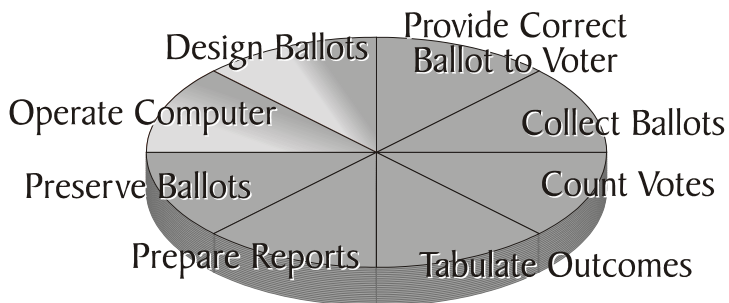 Provide Correct
Ballot to Voter
Design Ballots
Operate Computer
Collect Ballots
Preserve Ballots
Count Votes
Prepare Reports
Tabulate Outcomes